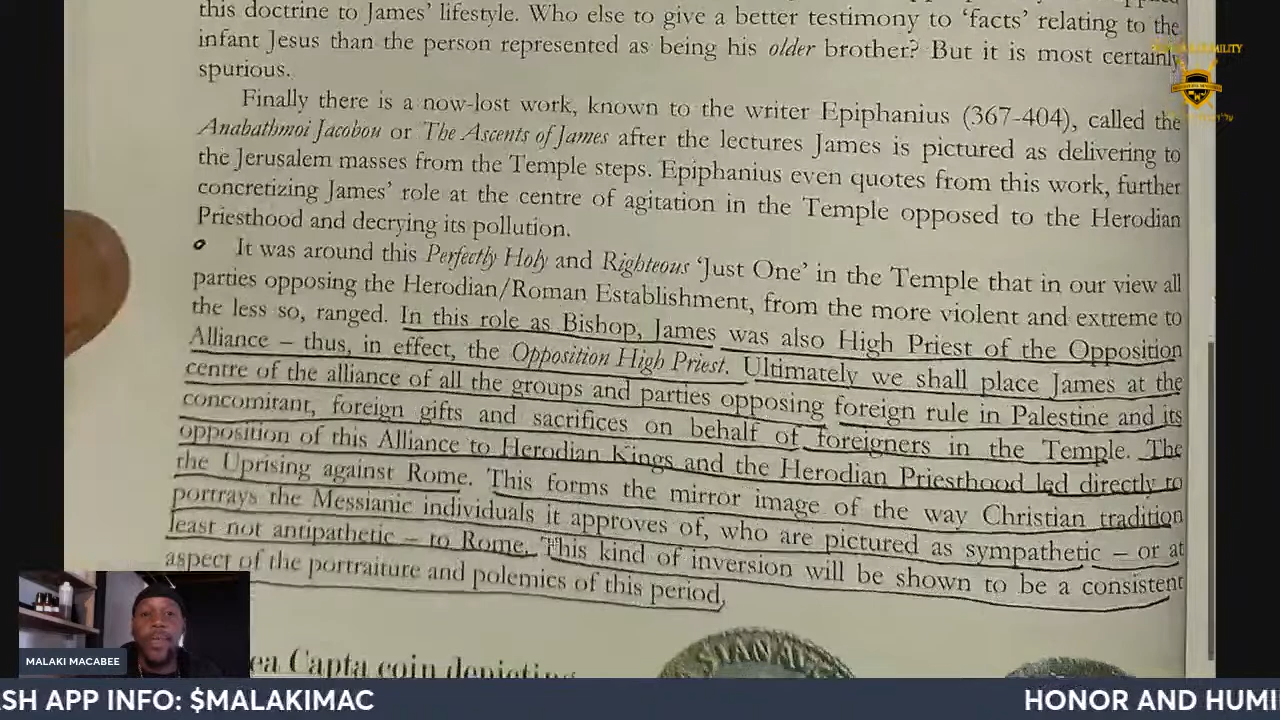 this doctrine to James' lifestyle. Who else to give a better testimony to 'facts' relating to the
infant Jesus than the person represented as being his older brother? But it is most certainly
spurious.
Finally there is a now-lost work, known to the writer Epiphanius (367-404), called the
Anabathmoi Jacobou or The Ascents of James after the lectures James is pictured as delivering to
the Jerusalem masses from the Temple steps. Epiphanius even quotes from this work, further
concretizing James' role at the centre of agitation in the Temple opposed to the Herodian
Priesthood and decrying its pollution.
It was around this Perfectly Holy and Righteous 'Just One' in the Temple that in our view all
parties opposing the Herodian/Roman Establishment, from the more violent and extreme to
the less so, ranged. In this role as Bishop, James was also High Priest of the Opposition
Alliance – thus, in effect, the Opposition High Priest. Ultimately we shall place James at the
centre of the alliance of all the groups and parties opposing foreign rule in Palestine and its
concomitant, foreign gifts and sacrifices on behalf of foreigners in the Temple. The
opposition of this Alliance to Herodian Kings and the Herodian Priesthood led directly to
the Uprising against Rome. This forms the mirror image of the way Christian tradition
portrays the Messianic individuals it approves of, who are pictured as sympathetic – or at
least not antipathetic – to Rome. This kind of inversion will be shown to be a consistent
aspect of the portraiture and polemics of this period.
ea Capta coin depicting
MALAKI MACABEE
ASH APP INFO: $MALAKIMAC
HONOR AND HUMI